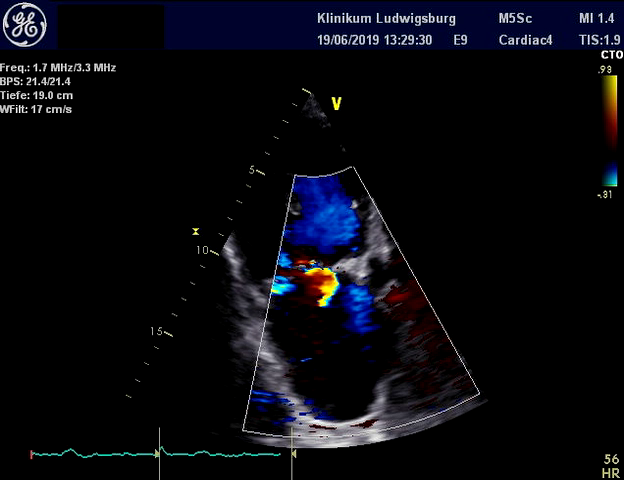 GE
Klinikum Ludwigsburg M5Sc MI 1.4
19/06/2019 13:29:30 E9 Cardiac4 TIS:1.9
CTO
Freq.: 1.7 MHz/3.3 MHz
BPS: 21.4/21.4
Tiefe: 19.0 cm
WFilt: 17 cm/s
.93
V
5
-.81
10
15
56
HR